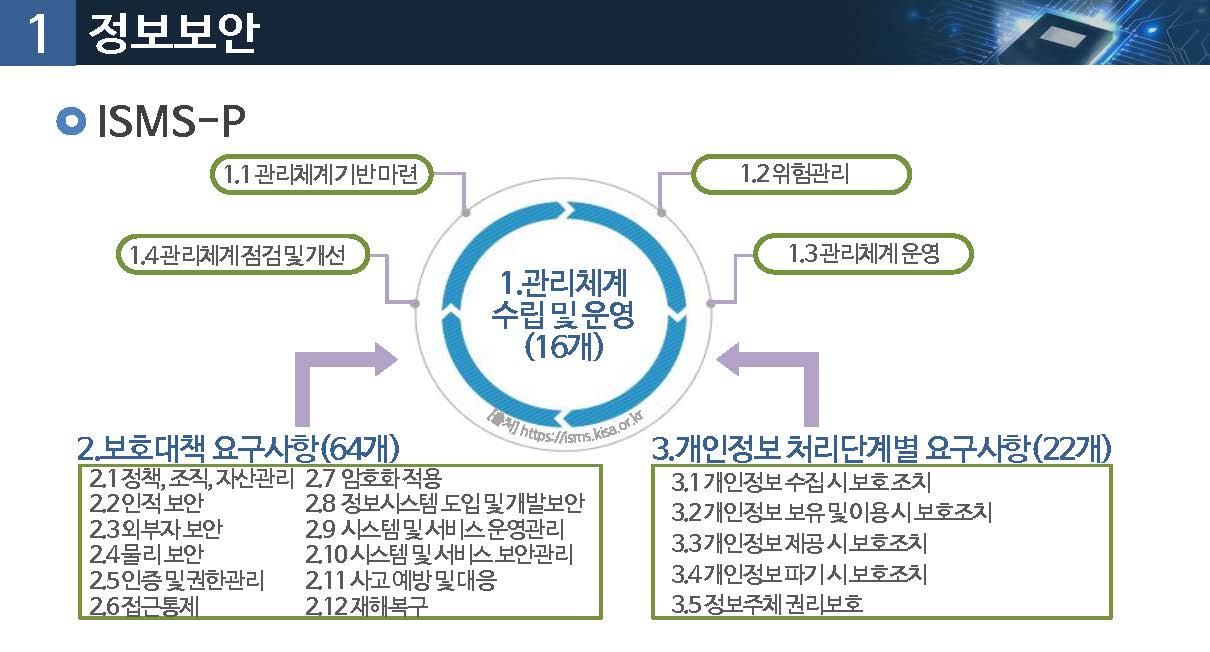 1 정보보안
ISMS-P
1.1 관리체계 기반 마련
1.2 위험관리
1.4 관리체계 점검 및 개선
1.3 관리체계 운영
1.관리체계
수립 및 운영
(16개)
[출처] https://isms.kisa.or.kr
2.보호대책 요구사항(64개)
2.1 정책, 조직, 자산관리
2.2 인적 보안
2.3 외부자 보안
2.4 물리 보안
2.5 인증 및 권한관리
2.6 접근통제
2.7 암호화 적용
2.8 정보시스템 도입 및 개발보안
2.9 시스템 및 서비스 운영관리
2.10 시스템 및 서비스 보안관리
2.11 사고 예방 및 대응
2.12 재해복구
3.개인정보 처리단계별 요구사항(22개)
3.1 개인정보 수집 시 보호 조치
3.2 개인정보 보유 및 이용 시 보호조치
3.3 개인정보 제공 시 보호조치
3.4 개인정보 파기 시 보호조치
3.5 정보주체 권리보호